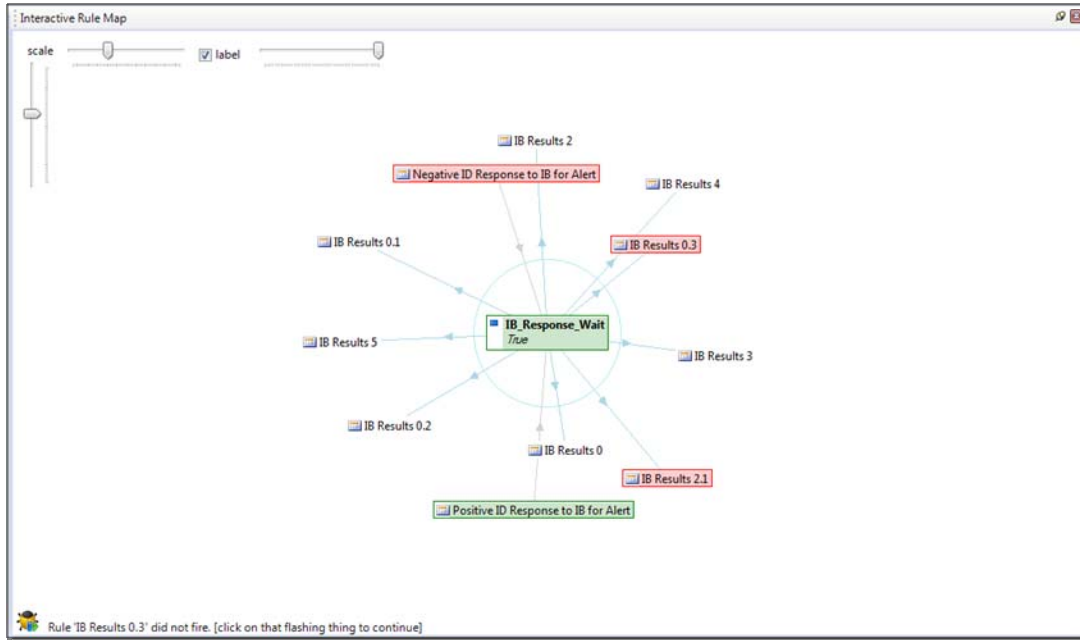 Interactive Rule Map
scale
label
IB Results 2
Negative ID Response to IB for Alert
IB Results 4
IB Results 0.1
IB Results 0.3
IB_Response_Wait
True
IB Results 5
IB Results 3
IB Results 0.2
IB Results 0
IB Results 2.1
Positive ID Response to IB for Alert
Rule 'IB Results 0.3' did not fire. [click on that flashing thing to continue]